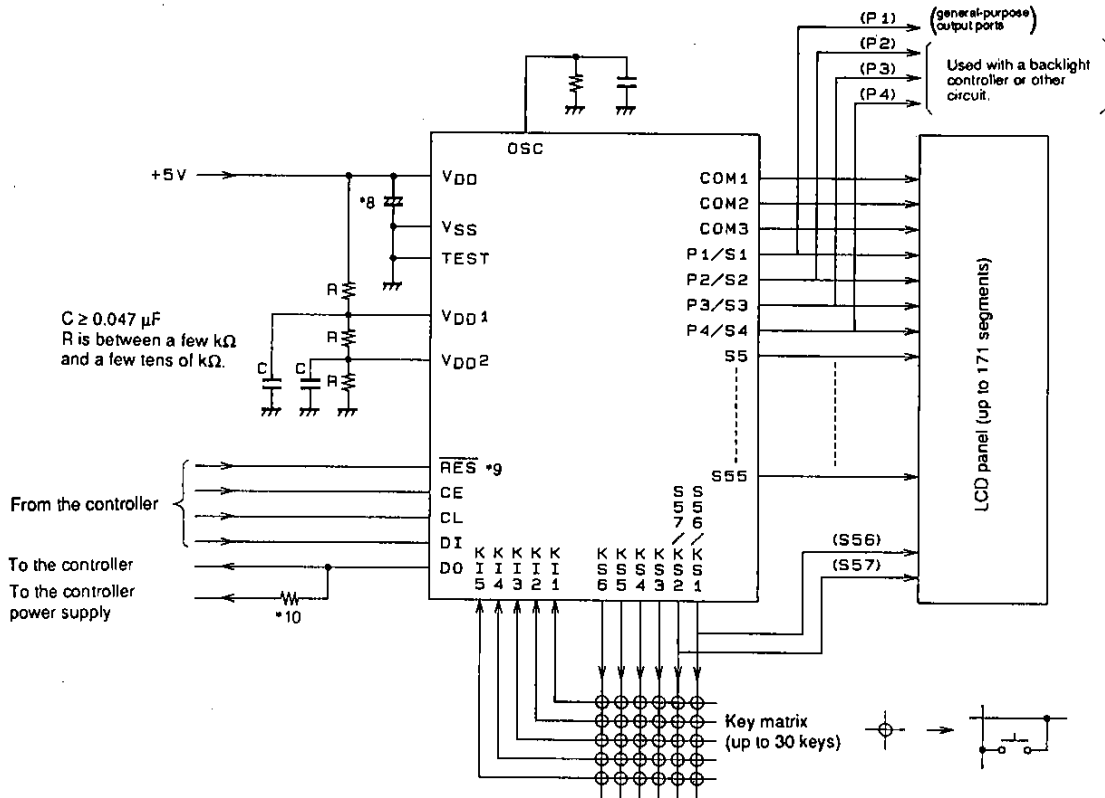 (P1)
(general-purpose
output ports)
(P2)
(P3)
(P4)
Used with a backlight
controller or other
circuit.
OSC
+5V
VDD
*8
VSS
TEST
R
VDD1
R
VDD2
R
C
C
C ≥ 0.047 µF
R is between a few kΩ
and a few tens of kΩ.
COM1
COM2
COM3
P1/S1
P2/S2
P3/S3
P4/S4
S5
S55
LCD panel (up to 171 segments)
From the controller
RES *9
CE
CL
DI
DO
To the controller
To the controller
power supply
*10
KI5
KI4
KI3
KI2
KI1
KS6
KS5
KS4
KS3
S57/KS2
S56/KS1
(S56)
(S57)
Key matrix
(up to 30 keys)